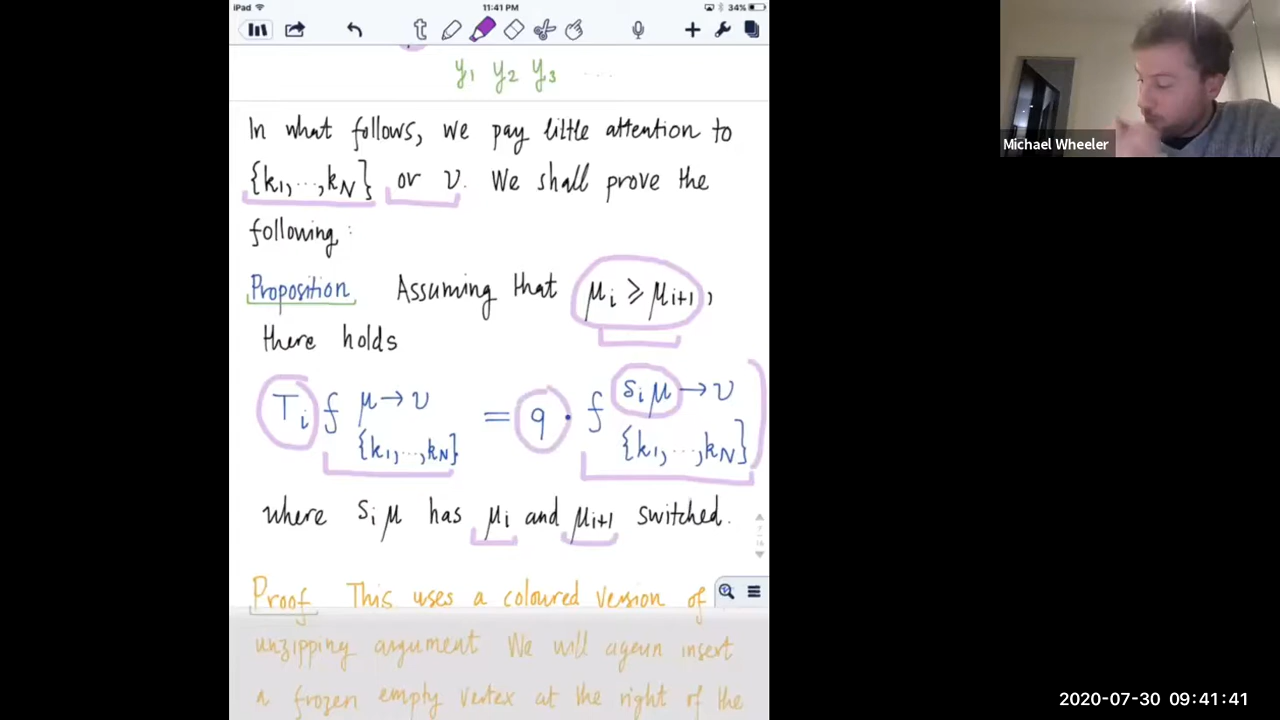 iPad
11:41 PM
34%
y1 y2 y3 ...
In what follows, we pay little attention to
{k1,...,kN} or ν. We shall prove the
following:
Proposition Assuming that μi ≥ μi+1,
there holds
Ti f μ→ν {k1,...,kN} = q · f siμ→ν {k1,...,kN}
where siμ has μi and μi+1 switched.
Proof This uses a coloured version of
unzipping argument We will again insert
a frozen empty vertex at the right of the
Michael Wheeler
2020-07-30 09:41:41